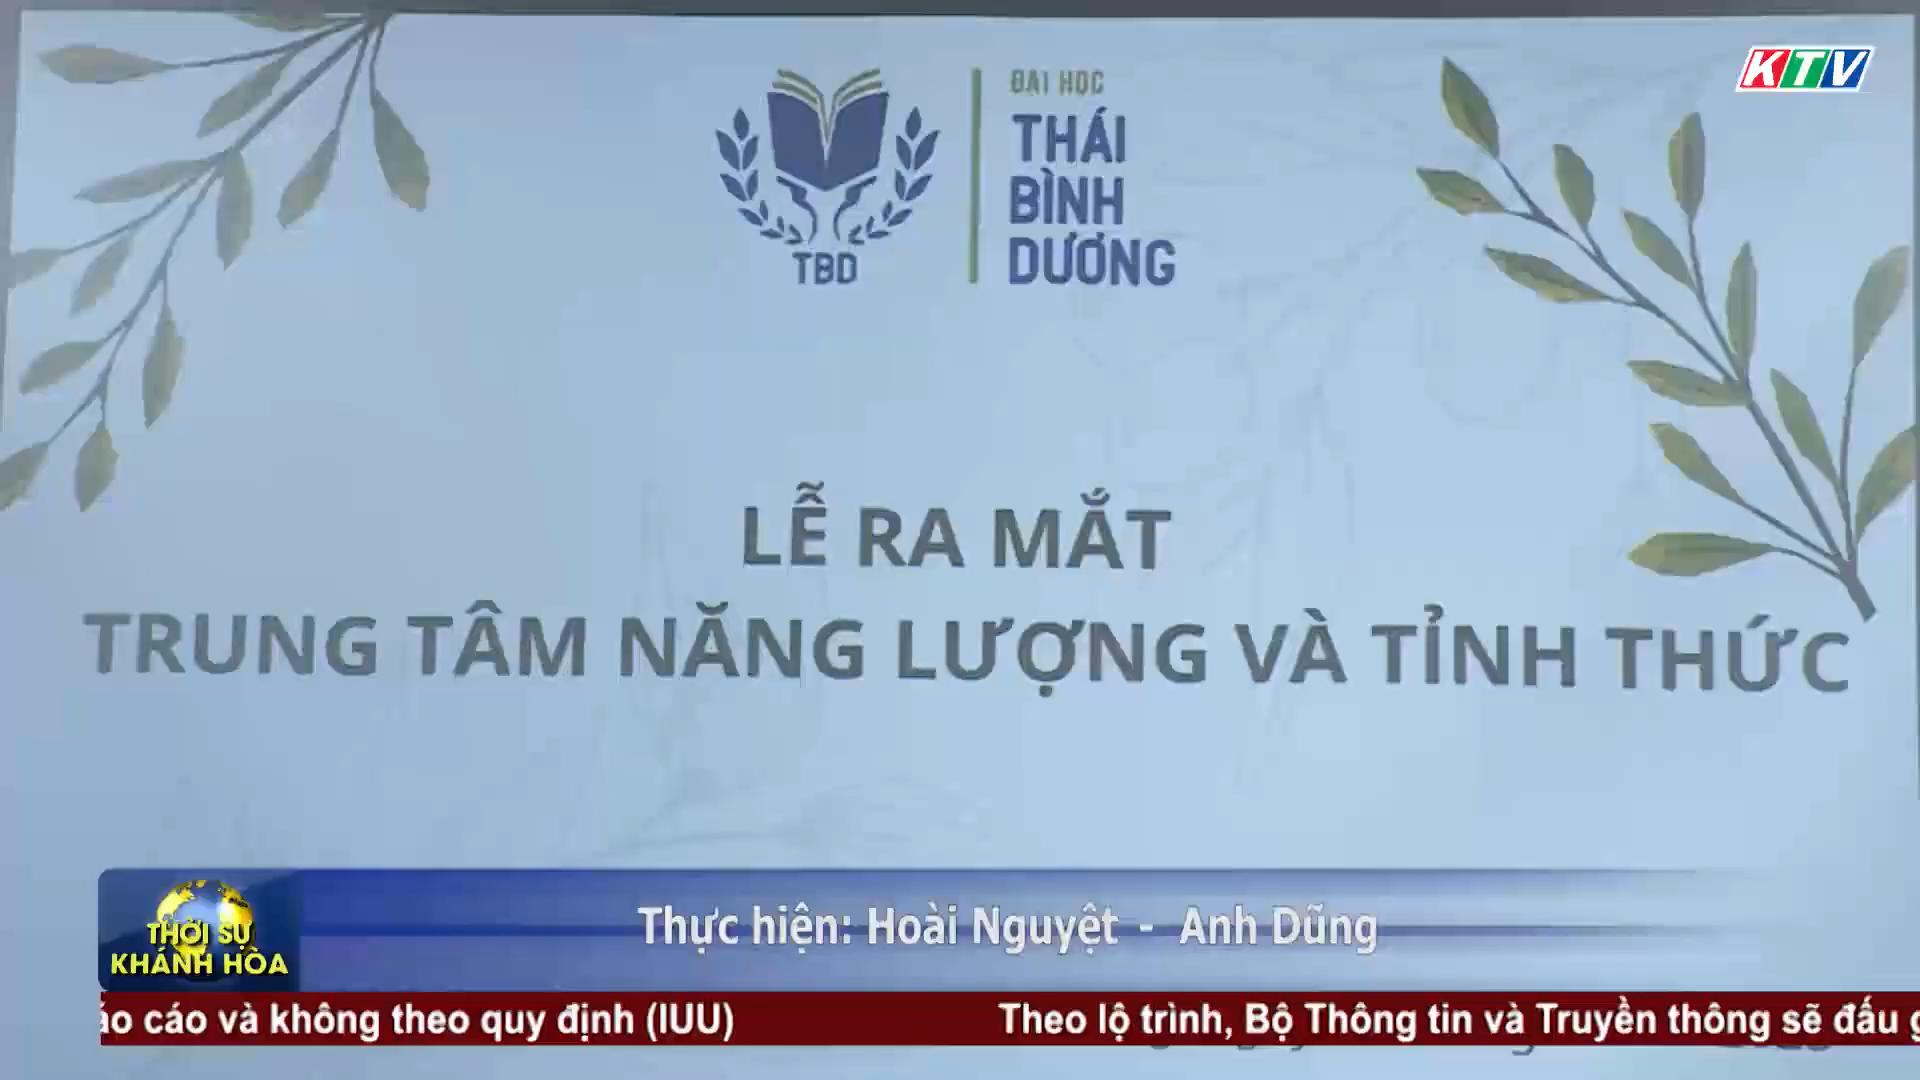 KTV
ĐẠI HỌC
THÁI
BÌNH
DƯƠNG
TBD
LỄ RA MẮT
TRUNG TÂM NĂNG LƯỢNG VÀ TỈNH THỨC
Thực hiện: Hoài Nguyệt - Anh Dũng
THỜI SỰ
KHÁNH HÒA
áo cáo và không theo quy định (IUU) Theo lộ trình, Bộ Thông tin và Truyền thông sẽ đấu